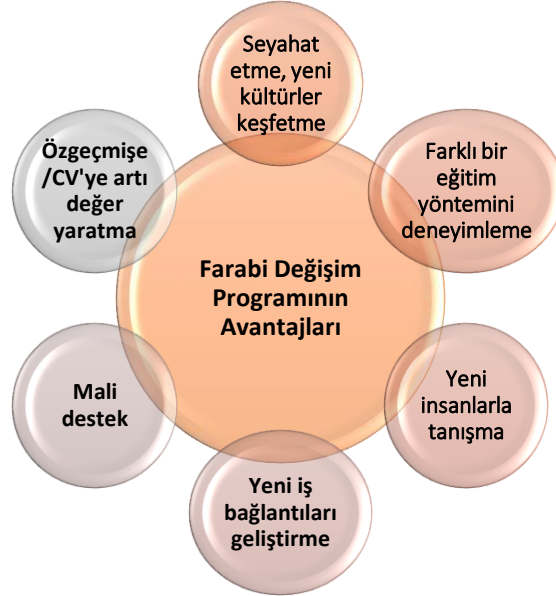 Seyahat
etme, yeni
kültürler
keşfetme
Farklı bir
eğitim
yöntemini
deneyimleme
Yeni
insanlarla
tanışma
Yeni iş
bağlantıları
geliştirme
Mali
destek
Özgeçmişe
/CV'ye artı
değer
yaratma
Farabi Değişim
Programının
Avantajları